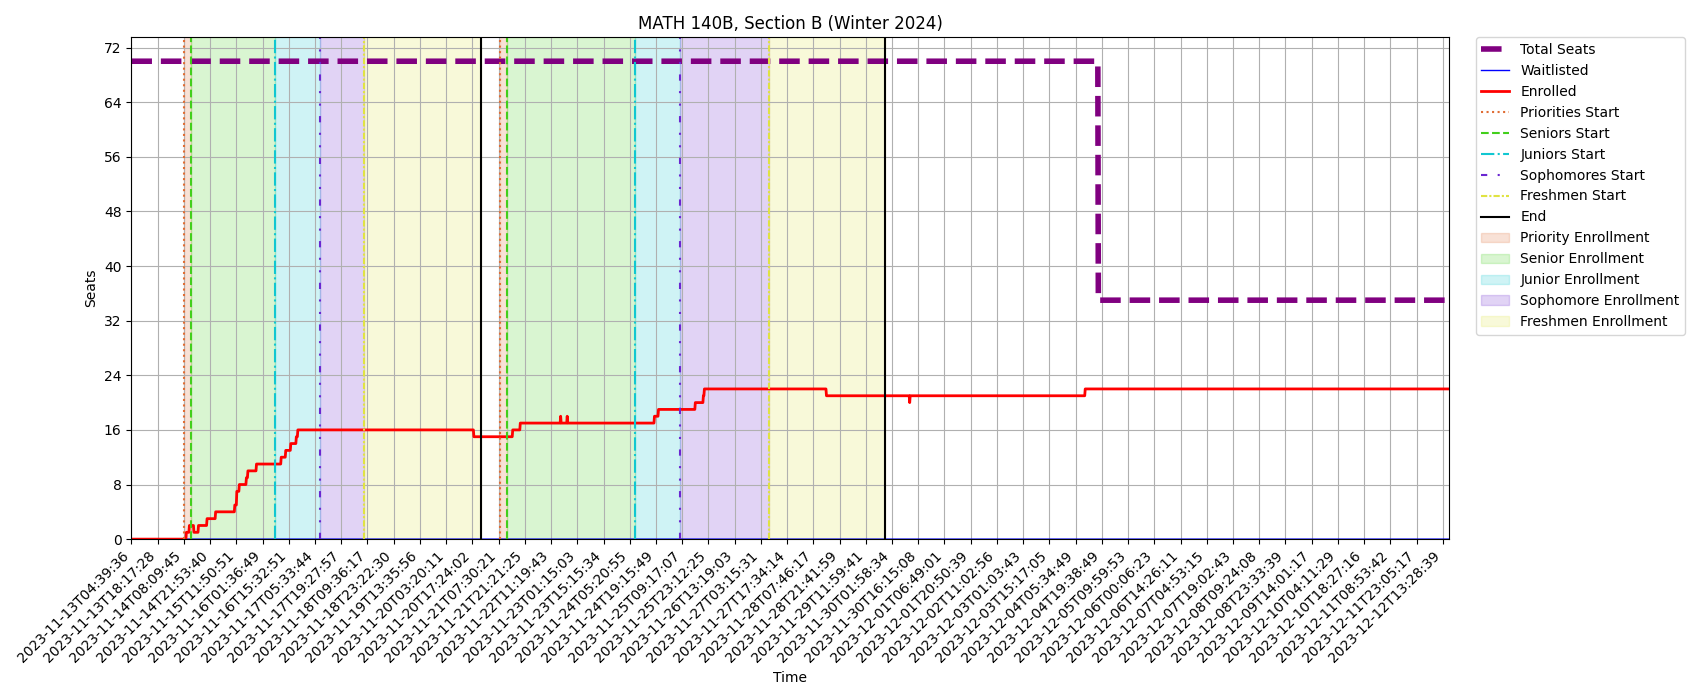 MATH 140B, Section B (Winter 2024)
Seats
72
64
56
48
40
32
24
16
8
0
2023-11-13T04:39:36
2023-11-13T18:17:28
2023-11-14T08:09:45
2023-11-14T21:53:40
2023-11-15T11:50:51
2023-11-16T01:36:49
2023-11-16T15:32:51
2023-11-17T05:33:44
2023-11-17T19:27:57
2023-11-18T09:36:17
2023-11-18T23:22:30
2023-11-19T13:35:56
2023-11-20T03:20:11
2023-11-20T17:24:02
2023-11-21T07:30:21
2023-11-21T21:21:25
2023-11-22T11:19:43
2023-11-23T01:15:03
2023-11-23T15:15:34
2023-11-24T05:20:55
2023-11-24T19:15:49
2023-11-25T09:17:07
2023-11-25T23:12:25
2023-11-26T13:19:03
2023-11-27T03:15:31
2023-11-27T17:34:14
2023-11-28T07:46:17
2023-11-28T21:41:59
2023-11-29T11:59:41
2023-11-30T01:58:34
2023-11-30T16:15:08
2023-12-01T06:49:01
2023-12-01T20:50:39
2023-12-02T11:02:56
2023-12-03T01:03:43
2023-12-03T15:17:05
2023-12-04T05:34:49
2023-12-04T19:38:49
2023-12-05T09:59:53
2023-12-06T00:06:23
2023-12-06T14:26:11
2023-12-07T04:53:15
2023-12-07T19:02:43
2023-12-08T09:24:08
2023-12-08T23:33:39
2023-12-09T14:01:17
2023-12-10T04:11:29
2023-12-10T18:27:16
2023-12-11T08:53:42
2023-12-11T23:05:17
2023-12-12T13:28:39
Time
Total Seats
Waitlisted
Enrolled
Priorities Start
Seniors Start
Juniors Start
Sophomores Start
Freshmen Start
End
Priority Enrollment
Senior Enrollment
Junior Enrollment
Sophomore Enrollment
Freshmen Enrollment